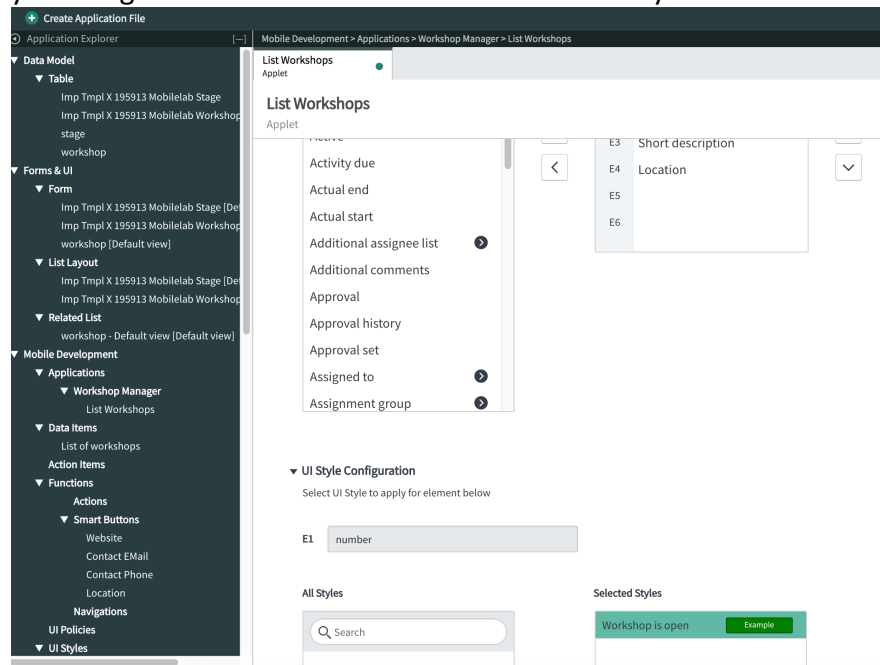 Create Application File
Application Explorer [—]
Data Model
Table
Imp Tmpl X 195913 Mobilelab Stage
Imp Tmpl X 195913 Mobilelab Workshop
stage
workshop
Forms & UI
Form
Imp Tmpl X 195913 Mobilelab Stage [Def
Imp Tmpl X 195913 Mobilelab Workshop
workshop [Default view]
List Layout
Imp Tmpl X 195913 Mobilelab Stage [Def
Imp Tmpl X 195913 Mobilelab Workshop
Related List
workshop - Default view [Default view]
Mobile Development
Applications
Workshop Manager
List Workshops
Data Items
List of workshops
Action Items
Functions
Actions
Smart Buttons
Website
Contact EMail
Contact Phone
Location
Navigations
UI Policies
UI Styles
Mobile Development > Applications > Workshop Manager > List Workshops
List Workshops
Applet
List Workshops
Applet
Active
Activity due
Actual end
Actual start
Additional assignee list
Additional comments
Approval
Approval history
Approval set
Assigned to
Assignment group
E3 Short description
E4 Location
E5
E6
UI Style Configuration
Select UI Style to apply for element below
E1 number
All Styles
Search
Selected Styles
Workshop is open Example